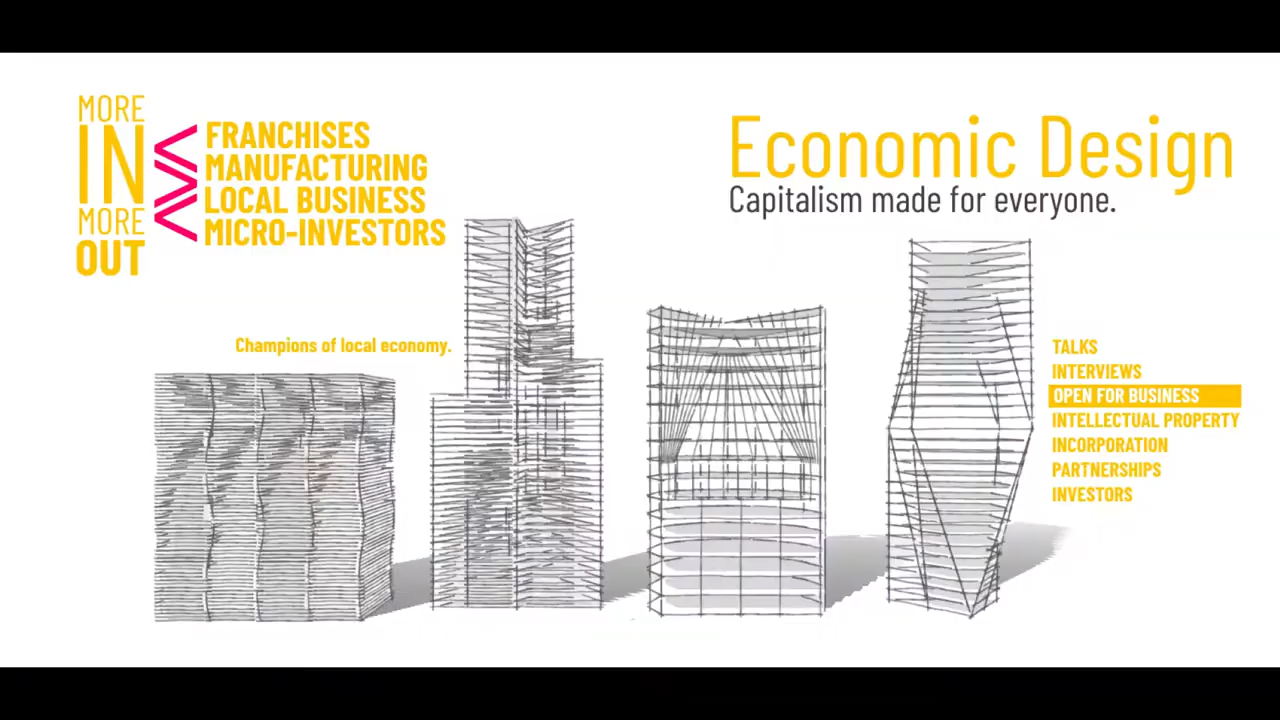 MORE
IN
MORE
OUT
FRANCHISES
MANUFACTURING
LOCAL BUSINESS
MICRO-INVESTORS
Economic Design
Capitalism made for everyone.
Champions of local economy.
TALKS
INTERVIEWS
OPEN FOR BUSINESS
INTELLECTUAL PROPERTY
INCORPORATION
PARTNERSHIPS
INVESTORS